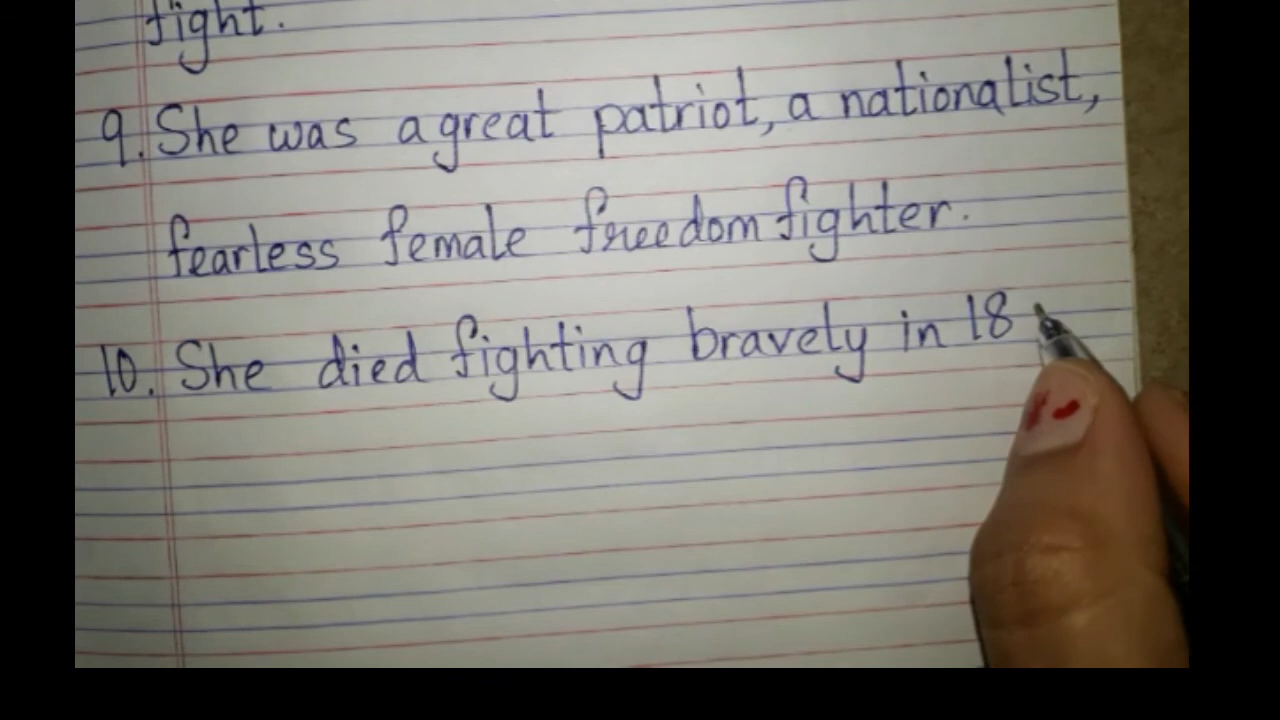 fight.
9. She was a great patriot, a nationalist,
fearless female freedom fighter.
10. She died fighting bravely in 18